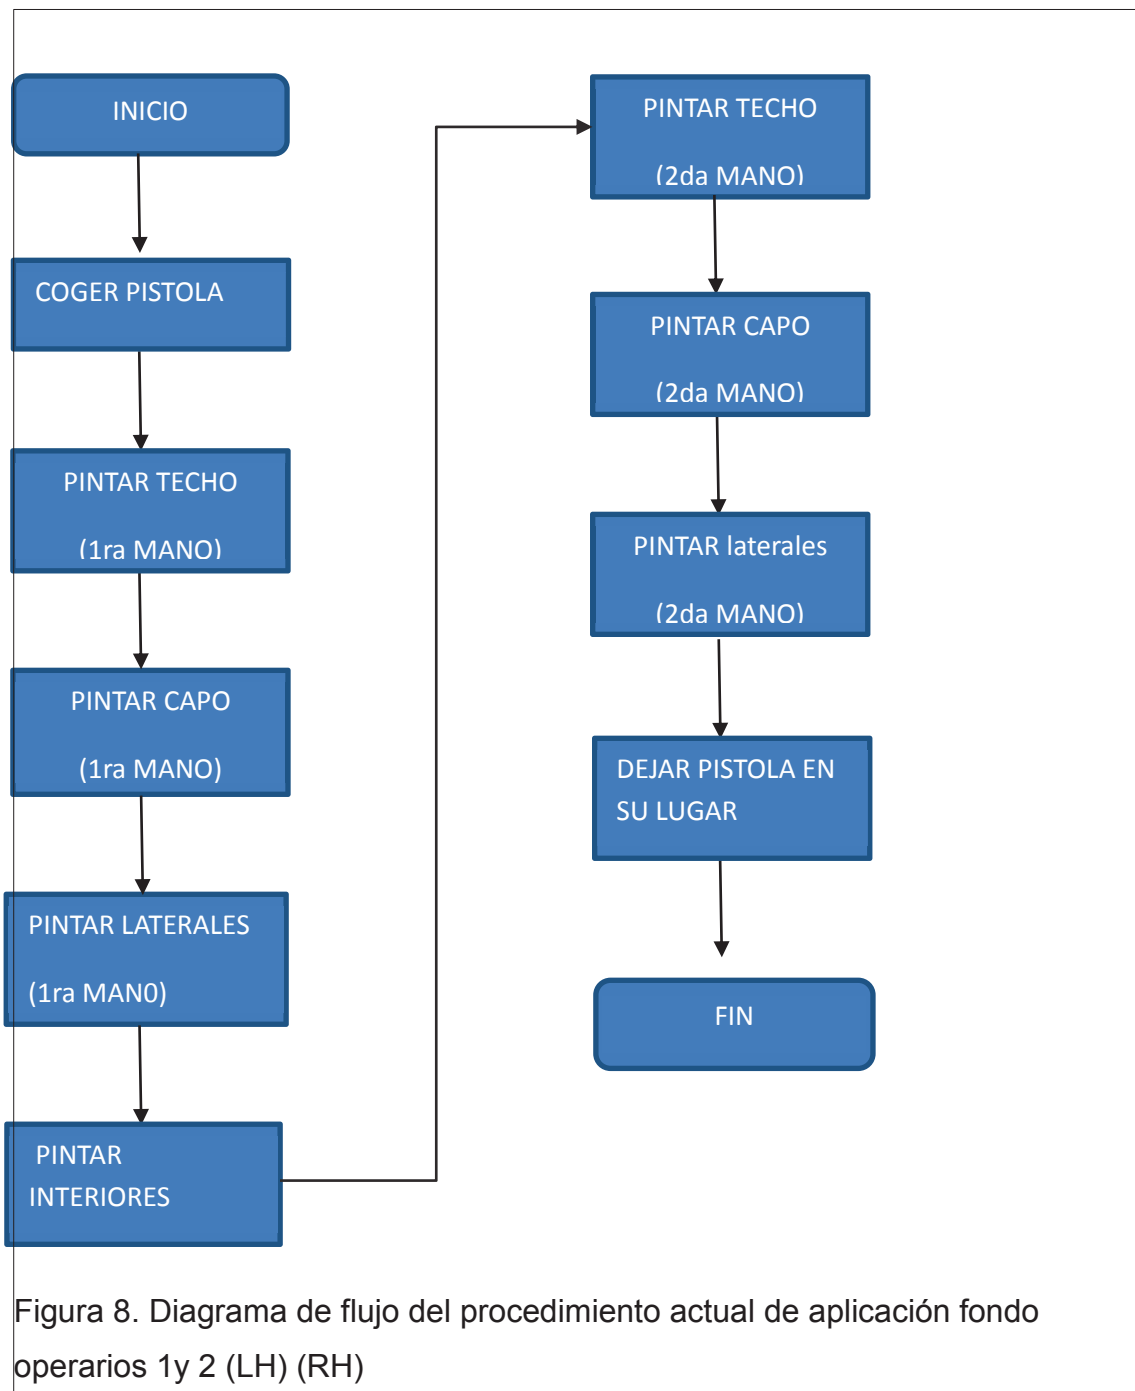 INICIO
COGER PISTOLA
PINTAR TECHO
(1ra MANO)
PINTAR CAPO
(1ra MANO)
PINTAR LATERALES
(1ra MAN0)
PINTAR
INTERIORES
PINTAR TECHO
(2da MANO)
PINTAR CAPO
(2da MANO)
PINTAR laterales
(2da MANO)
DEJAR PISTOLA EN
SU LUGAR
FIN
Figura 8. Diagrama de flujo del procedimiento actual de aplicación fondo
operarios 1y 2 (LH) (RH)